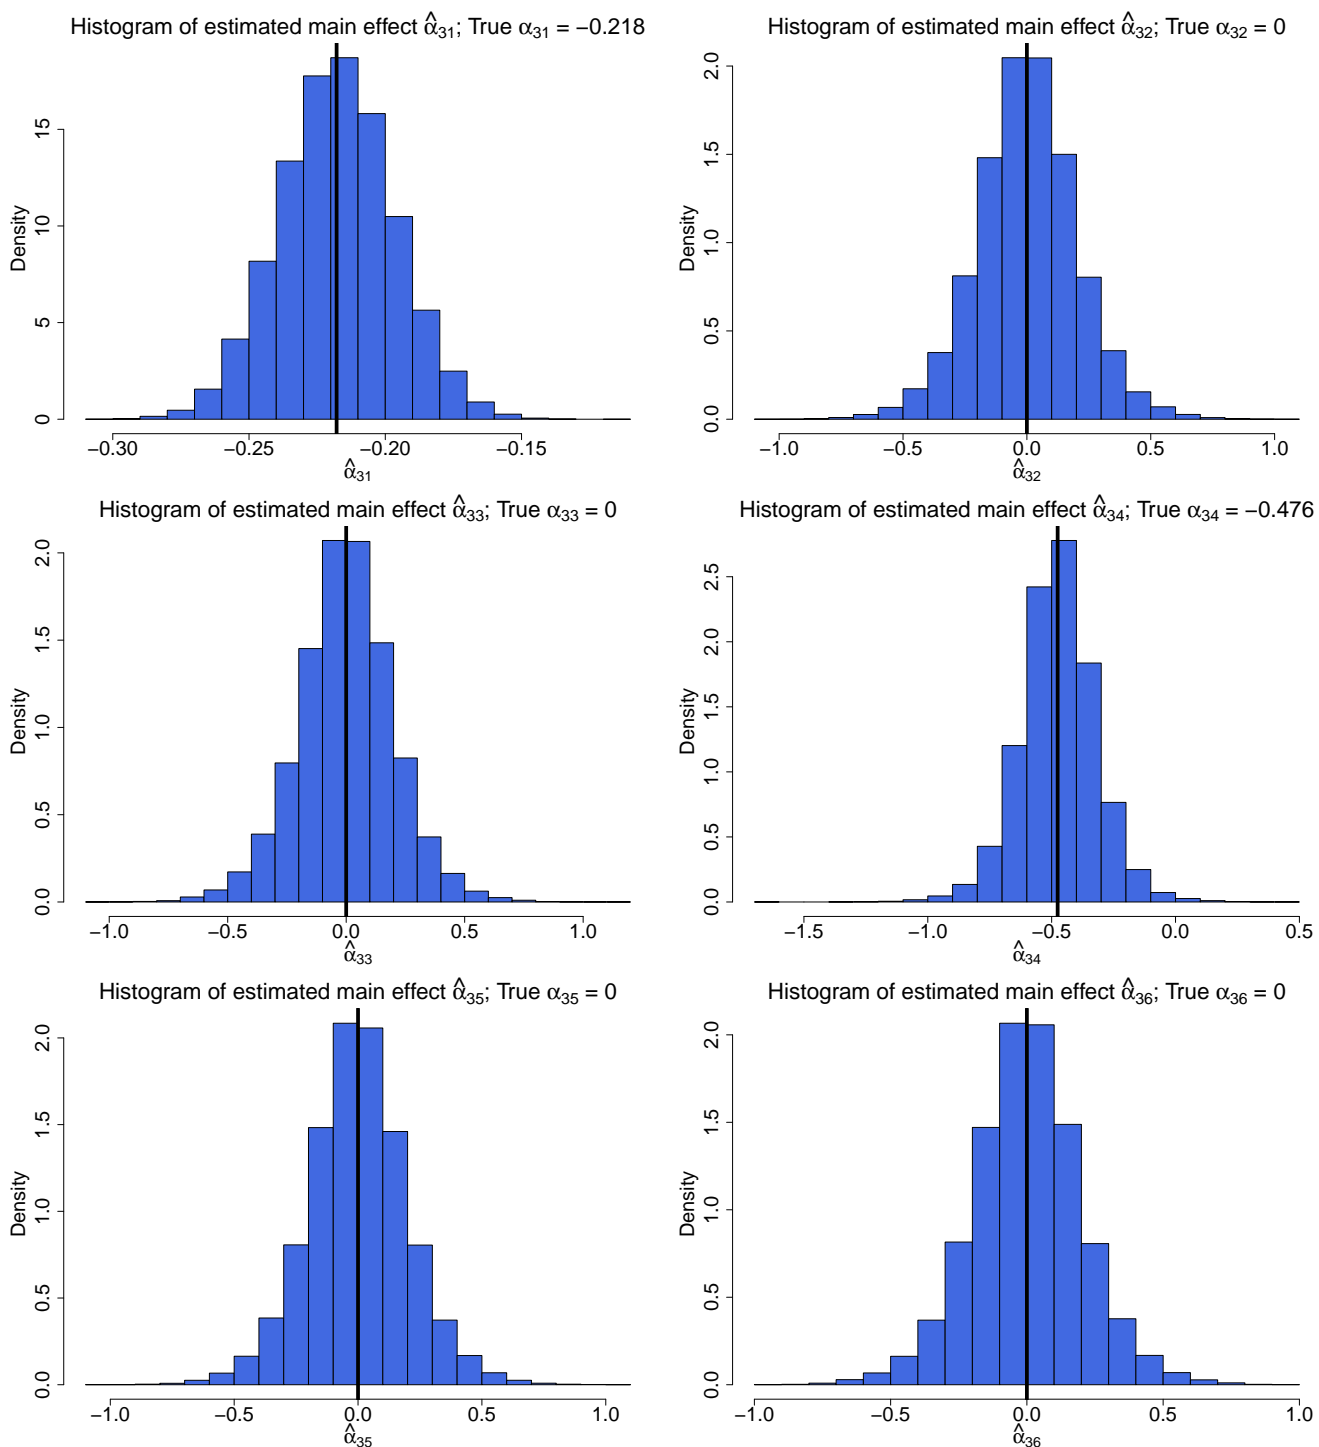 Histogram of estimated main effect α̂₃₁; True α₃₁ = −0.218
Density
0
5
10
15
−0.30 −0.25 −0.20 −0.15
α̂₃₁
Histogram of estimated main effect α̂₃₂; True α₃₂ = 0
Density
0.0
0.5
1.0
1.5
2.0
−1.0 −0.5 0.0 0.5 1.0
α̂₃₂
Histogram of estimated main effect α̂₃₃; True α₃₃ = 0
Density
0.0
0.5
1.0
1.5
2.0
−1.0 −0.5 0.0 0.5 1.0
α̂₃₃
Histogram of estimated main effect α̂₃₄; True α₃₄ = −0.476
Density
0.0
0.5
1.0
1.5
2.0
2.5
−1.5 −1.0 −0.5 0.0 0.5
α̂₃₄
Histogram of estimated main effect α̂₃₅; True α₃₅ = 0
Density
0.0
0.5
1.0
1.5
2.0
−1.0 −0.5 0.0 0.5 1.0
α̂₃₅
Histogram of estimated main effect α̂₃₆; True α₃₆ = 0
Density
0.0
0.5
1.0
1.5
2.0
−1.0 −0.5 0.0 0.5 1.0
α̂₃₆